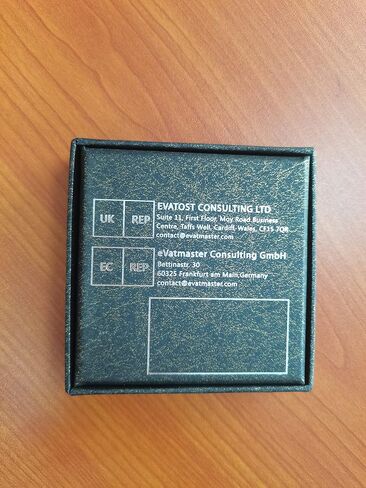 UK REP
EVATOST CONSULTING LTD
Suite 11, First Floor, Moy Road Business
Centre, Taffs Well, Cardiff, Wales, CF15 7QR
contact@evatmaster.com
EC REP
eVatmaster Consulting GmbH
Bettinastr. 30
60325 Frankfurt am Main,Germany
contact@evatmaster.com